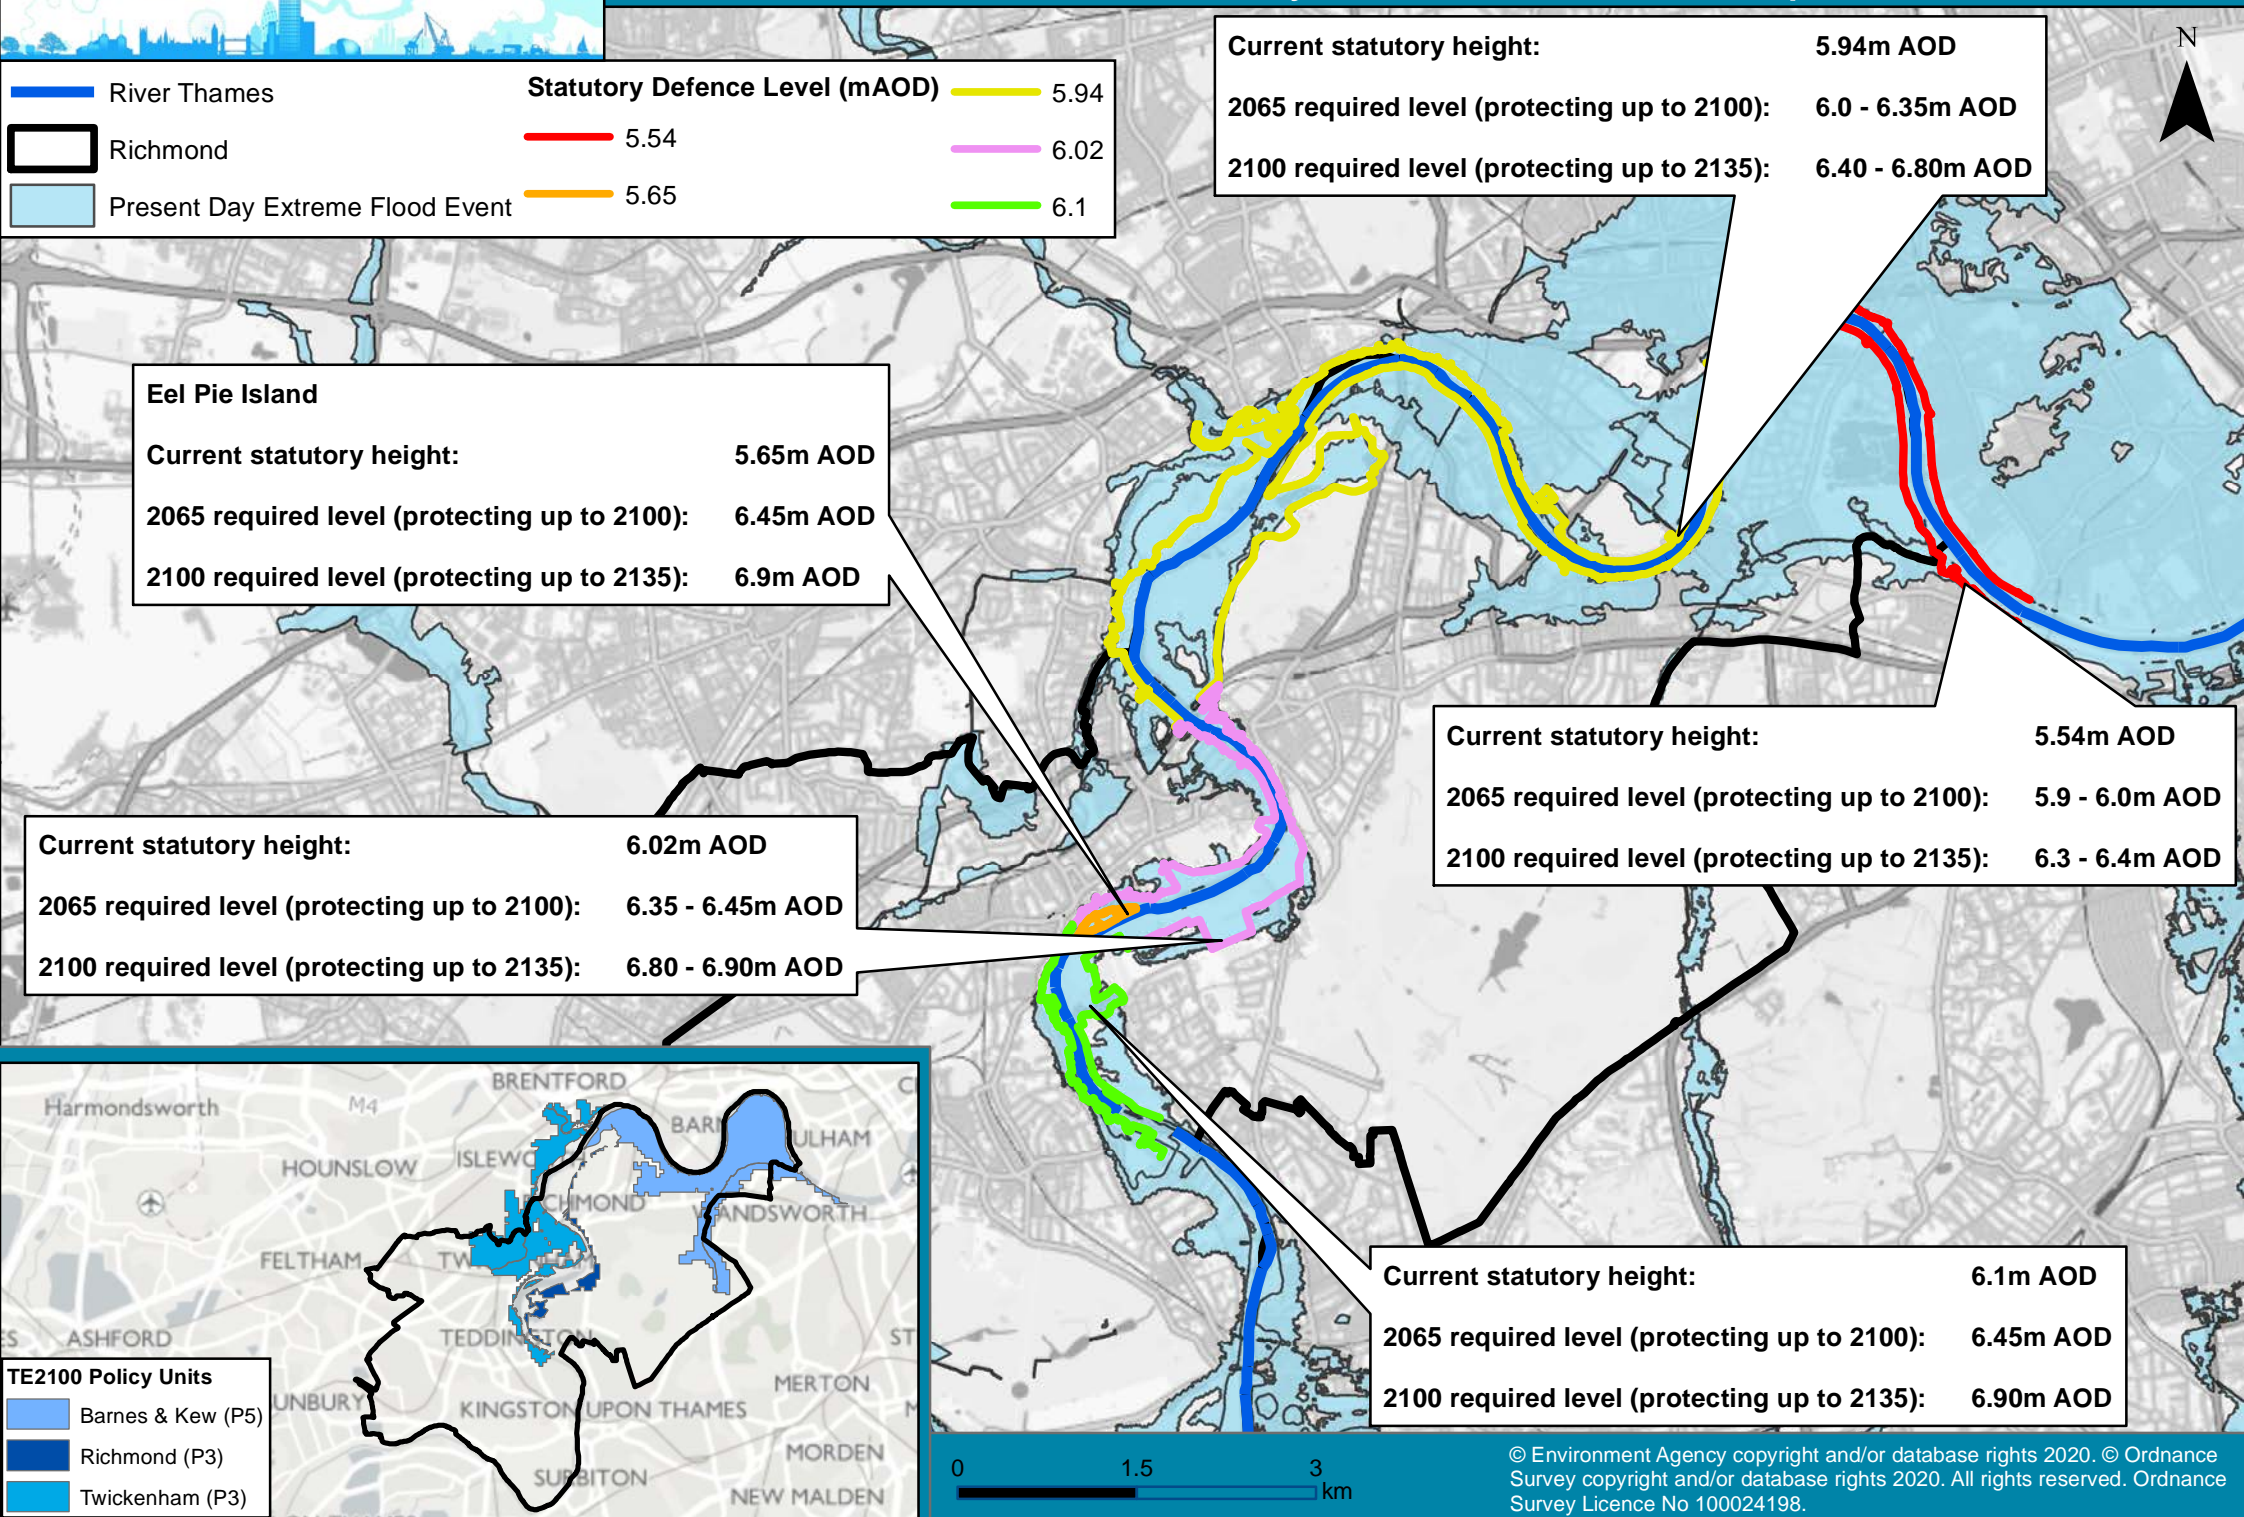 River Thames
Richmond
Present Day Extreme Flood Event
Statutory Defence Level (mAOD)
5.54
5.65
5.94
6.02
6.1
Current statutory height: 5.94m AOD
2065 required level (protecting up to 2100): 6.0 - 6.35m AOD
2100 required level (protecting up to 2135): 6.40 - 6.80m AOD
N
Eel Pie Island
Current statutory height: 5.65m AOD
2065 required level (protecting up to 2100): 6.45m AOD
2100 required level (protecting up to 2135): 6.9m AOD
Current statutory height: 5.54m AOD
2065 required level (protecting up to 2100): 5.9 - 6.0m AOD
2100 required level (protecting up to 2135): 6.3 - 6.4m AOD
Current statutory height: 6.02m AOD
2065 required level (protecting up to 2100): 6.35 - 6.45m AOD
2100 required level (protecting up to 2135): 6.80 - 6.90m AOD
Current statutory height: 6.1m AOD
2065 required level (protecting up to 2100): 6.45m AOD
2100 required level (protecting up to 2135): 6.90m AOD
BRENTFORD
Harmondsworth
M4
BARN
ULHAM
HOUNSLOW
ISLEWO
CHMOND
WANDSWORTH
FELTHAM
TW
HAM
ASHFORD
TEDDINGTON
ST
UNBURY
KINGSTON UPON THAMES
MERTON
MORDEN
SURBITON
NEW MALDEN
TE2100 Policy Units
Barnes & Kew (P5)
Richmond (P3)
Twickenham (P3)
0 1.5 3
km
© Environment Agency copyright and/or database rights 2020. © Ordnance
Survey copyright and/or database rights 2020. All rights reserved. Ordnance
Survey Licence No 100024198.